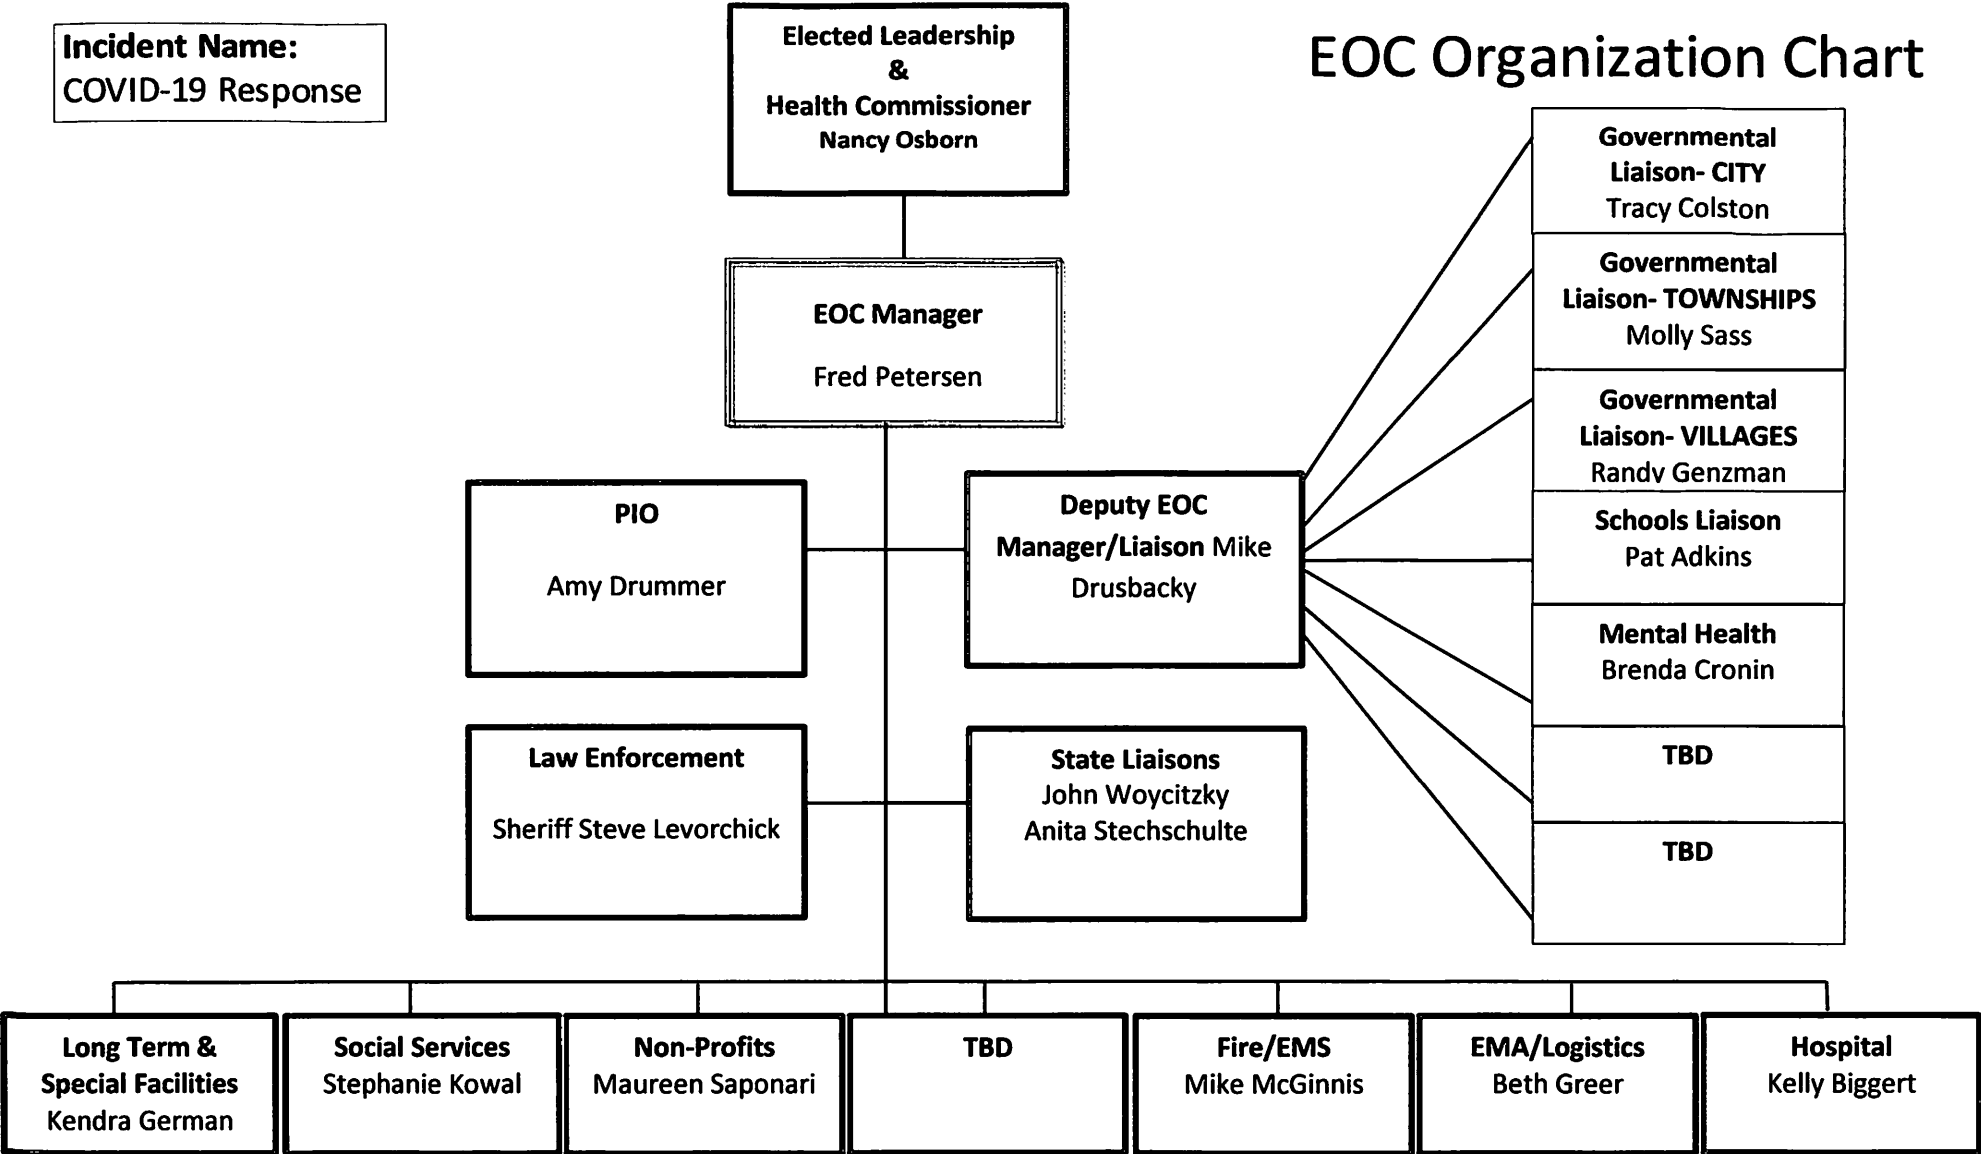 Incident Name:
COVID-19 Response
Elected Leadership
&
Health Commissioner
Nancy Osborn
EOC Organization Chart
EOC Manager
Fred Petersen
PIO
Amy Drummer
Deputy EOC
Manager/Liaison Mike
Drusbacky
Law Enforcement
Sheriff Steve Levorchick
State Liaisons
John Woycitzky
Anita Stechschulte
Governmental
Liaison- CITY
Tracy Colston
Governmental
Liaison- TOWNSHIPS
Molly Sass
Governmental
Liaison- VILLAGES
Randy Genzman
Schools Liaison
Pat Adkins
Mental Health
Brenda Cronin
TBD
TBD
Long Term &
Special Facilities
Kendra German
Social Services
Stephanie Kowal
Non-Profits
Maureen Saponari
TBD
Fire/EMS
Mike McGinnis
EMA/Logistics
Beth Greer
Hospital
Kelly Biggert